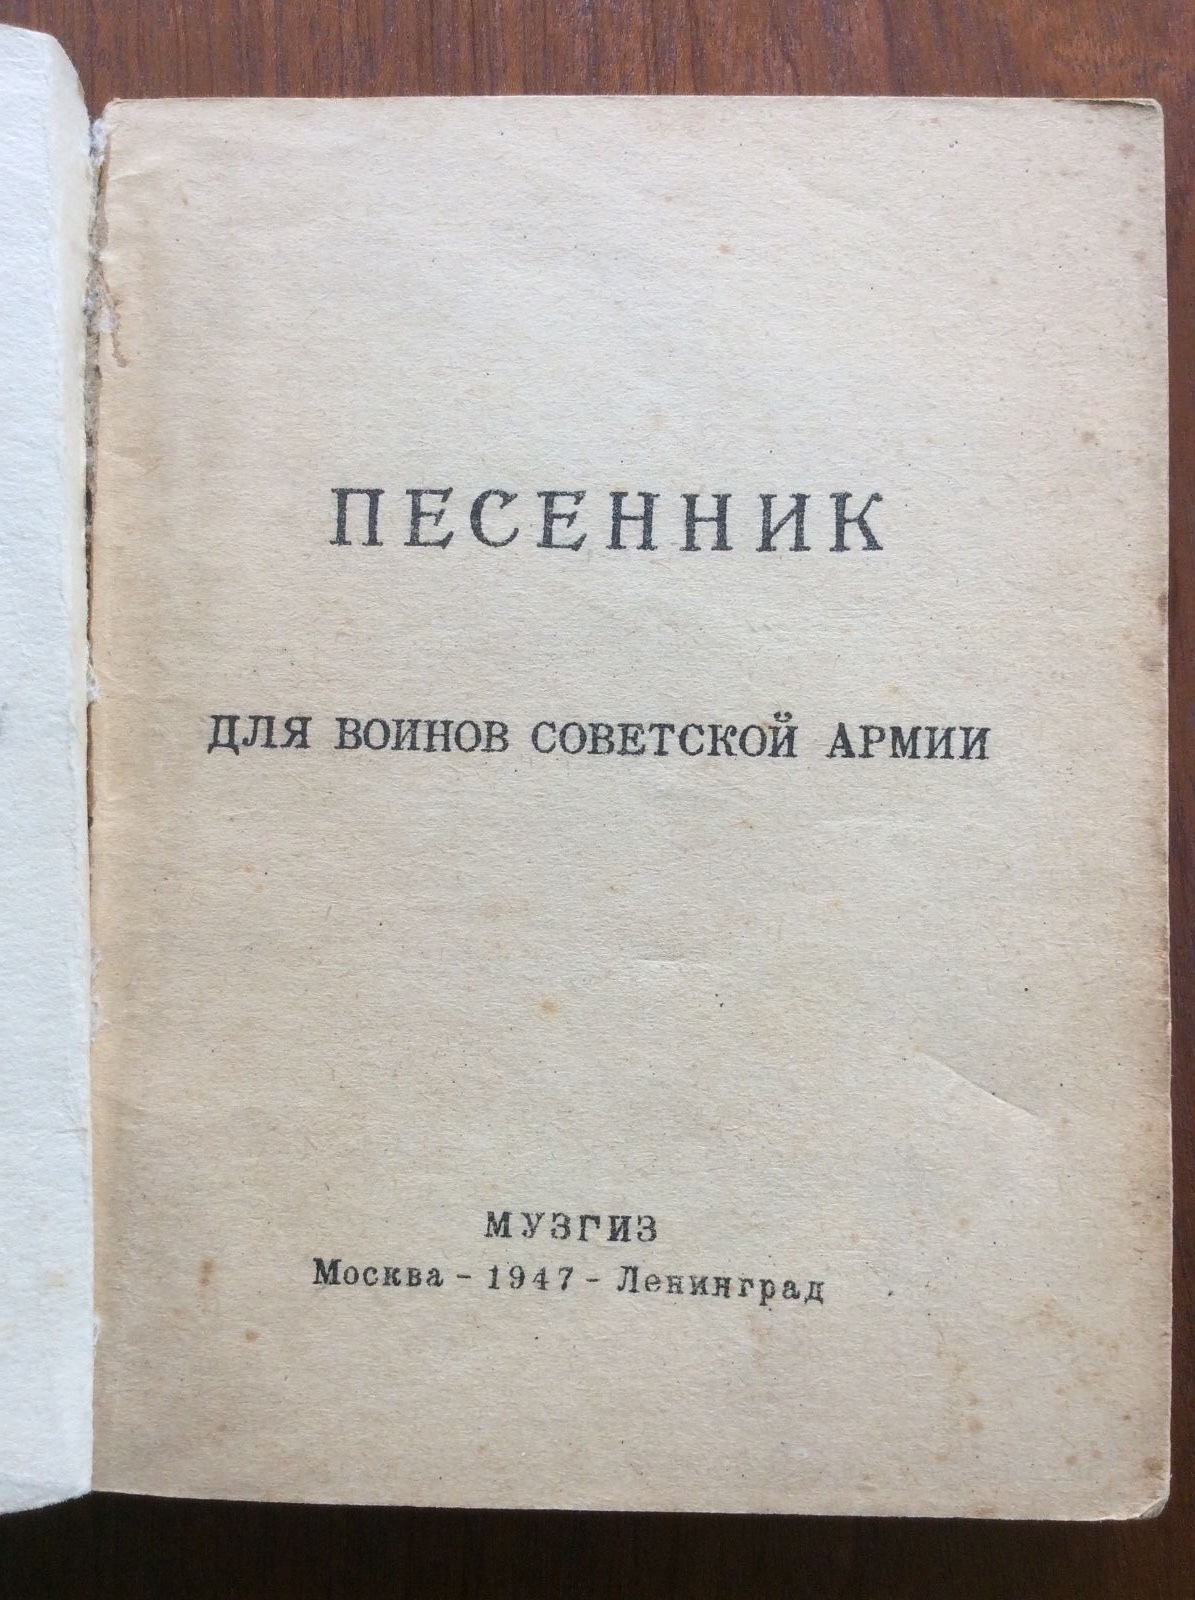 ПЕСЕННИК
ДЛЯ ВОИНОВ СОВЕТСКОЙ АРМИИ
МУЗГИЗ
Москва - 1947 - Ленинград